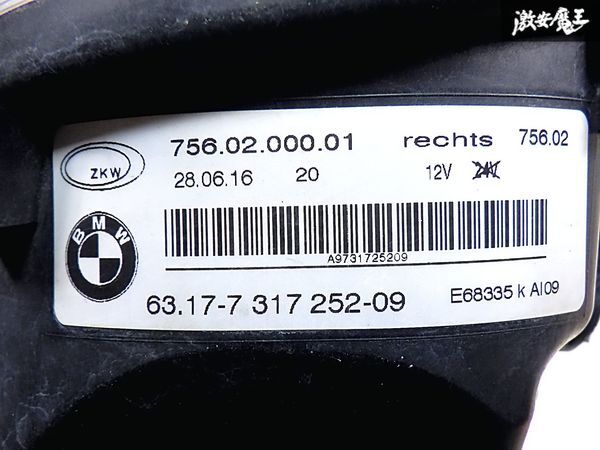 激安魔王
756.02.000.01 rechts 756.02
ZKW
28.06.16 20 12V 24V
BMW
A9731725209
63.17-7 317 252-09 E68335 k AI09